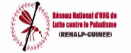 Réseau National d'ONG de
Lutte contre le Paludisme
(RENALP-GUINEE)